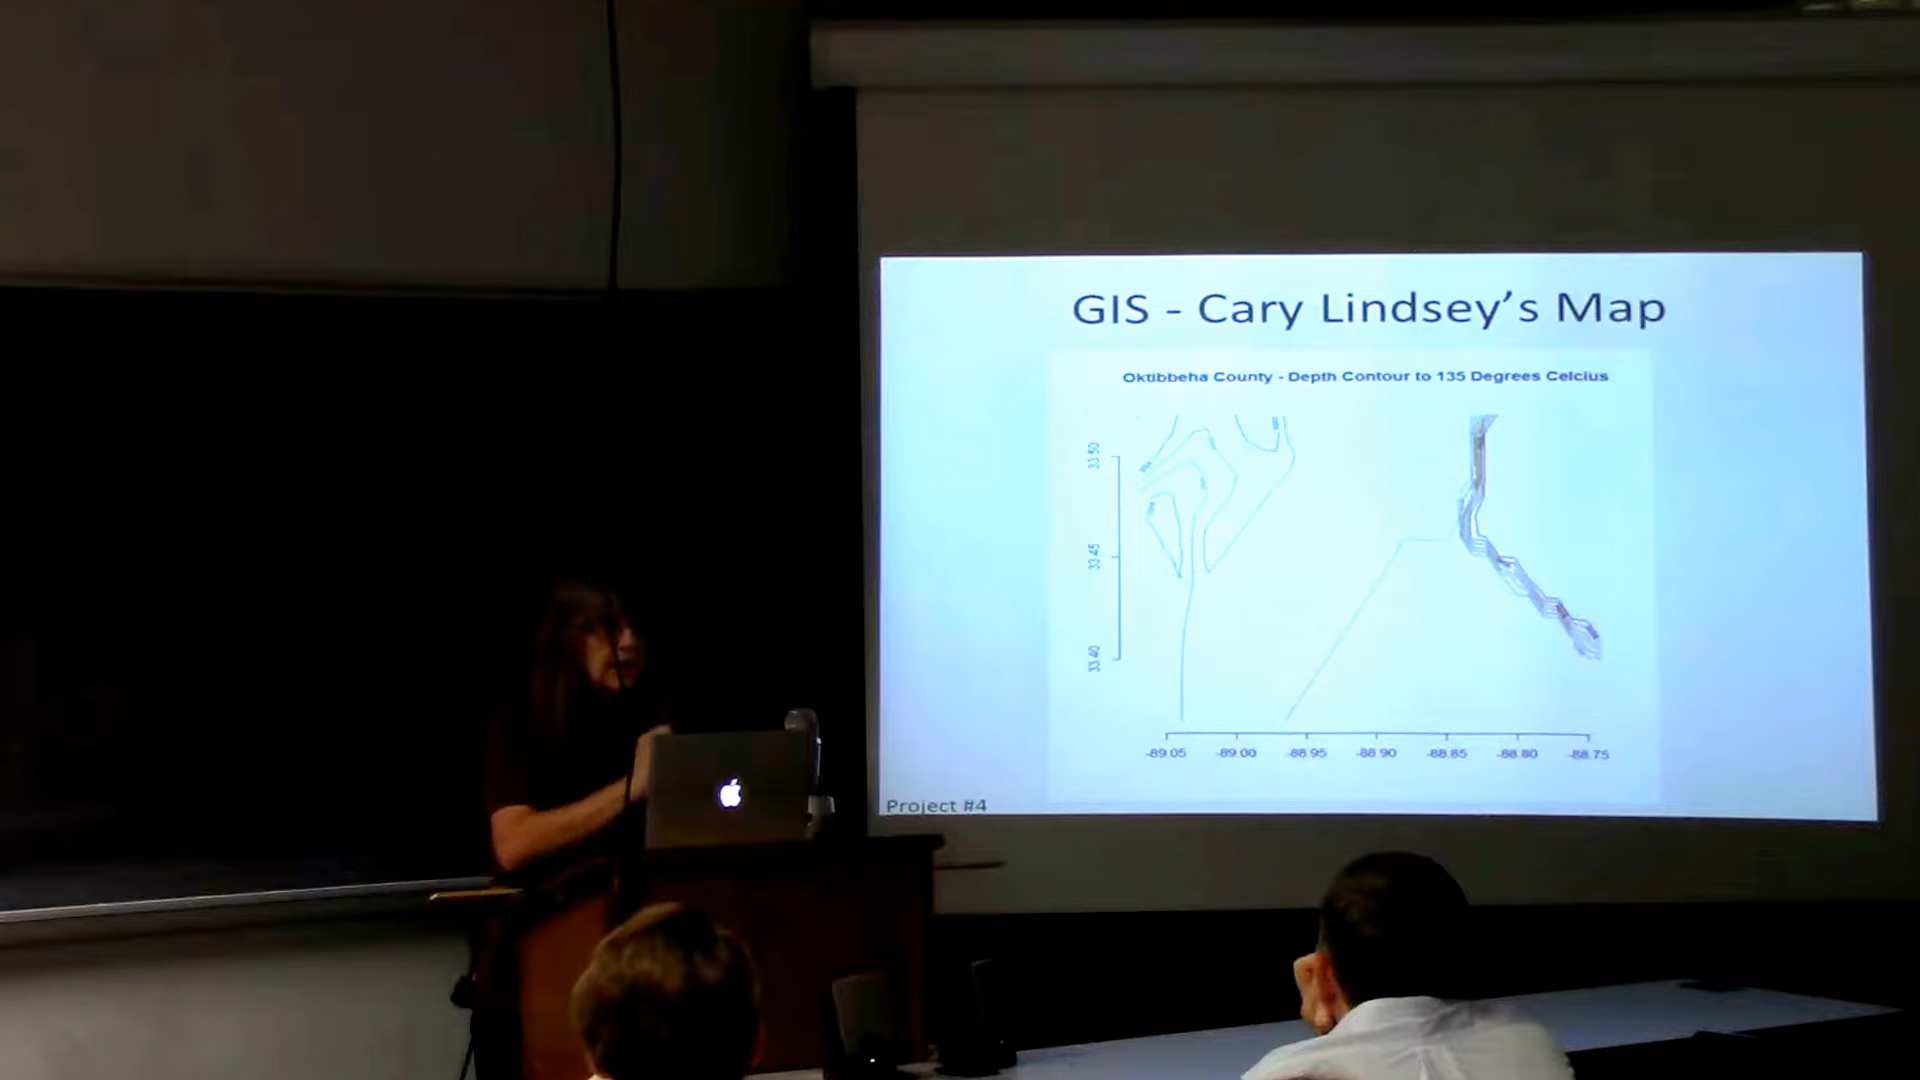 GIS - Cary Lindsey's Map
Oktibbeha County - Depth Contour to 135 Degrees Celcius
33.50
33.45
33.40
-89.05 -89.00 -88.95 -88.90 -88.85 -88.80 -88.75
Project #4